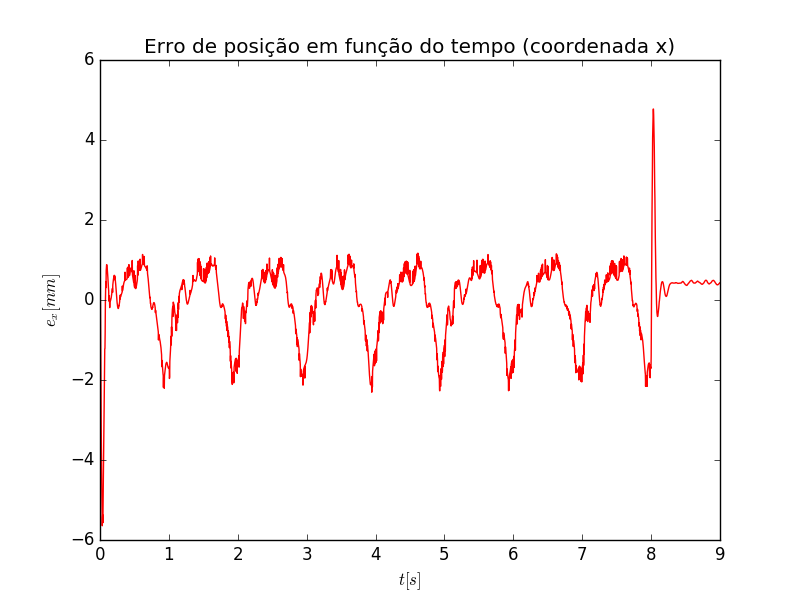 Erro de posição em função do tempo (coordenada x)
6
4
2
0
−2
−4
−6
e_x[mm]
0 1 2 3 4 5 6 7 8 9
t[s]